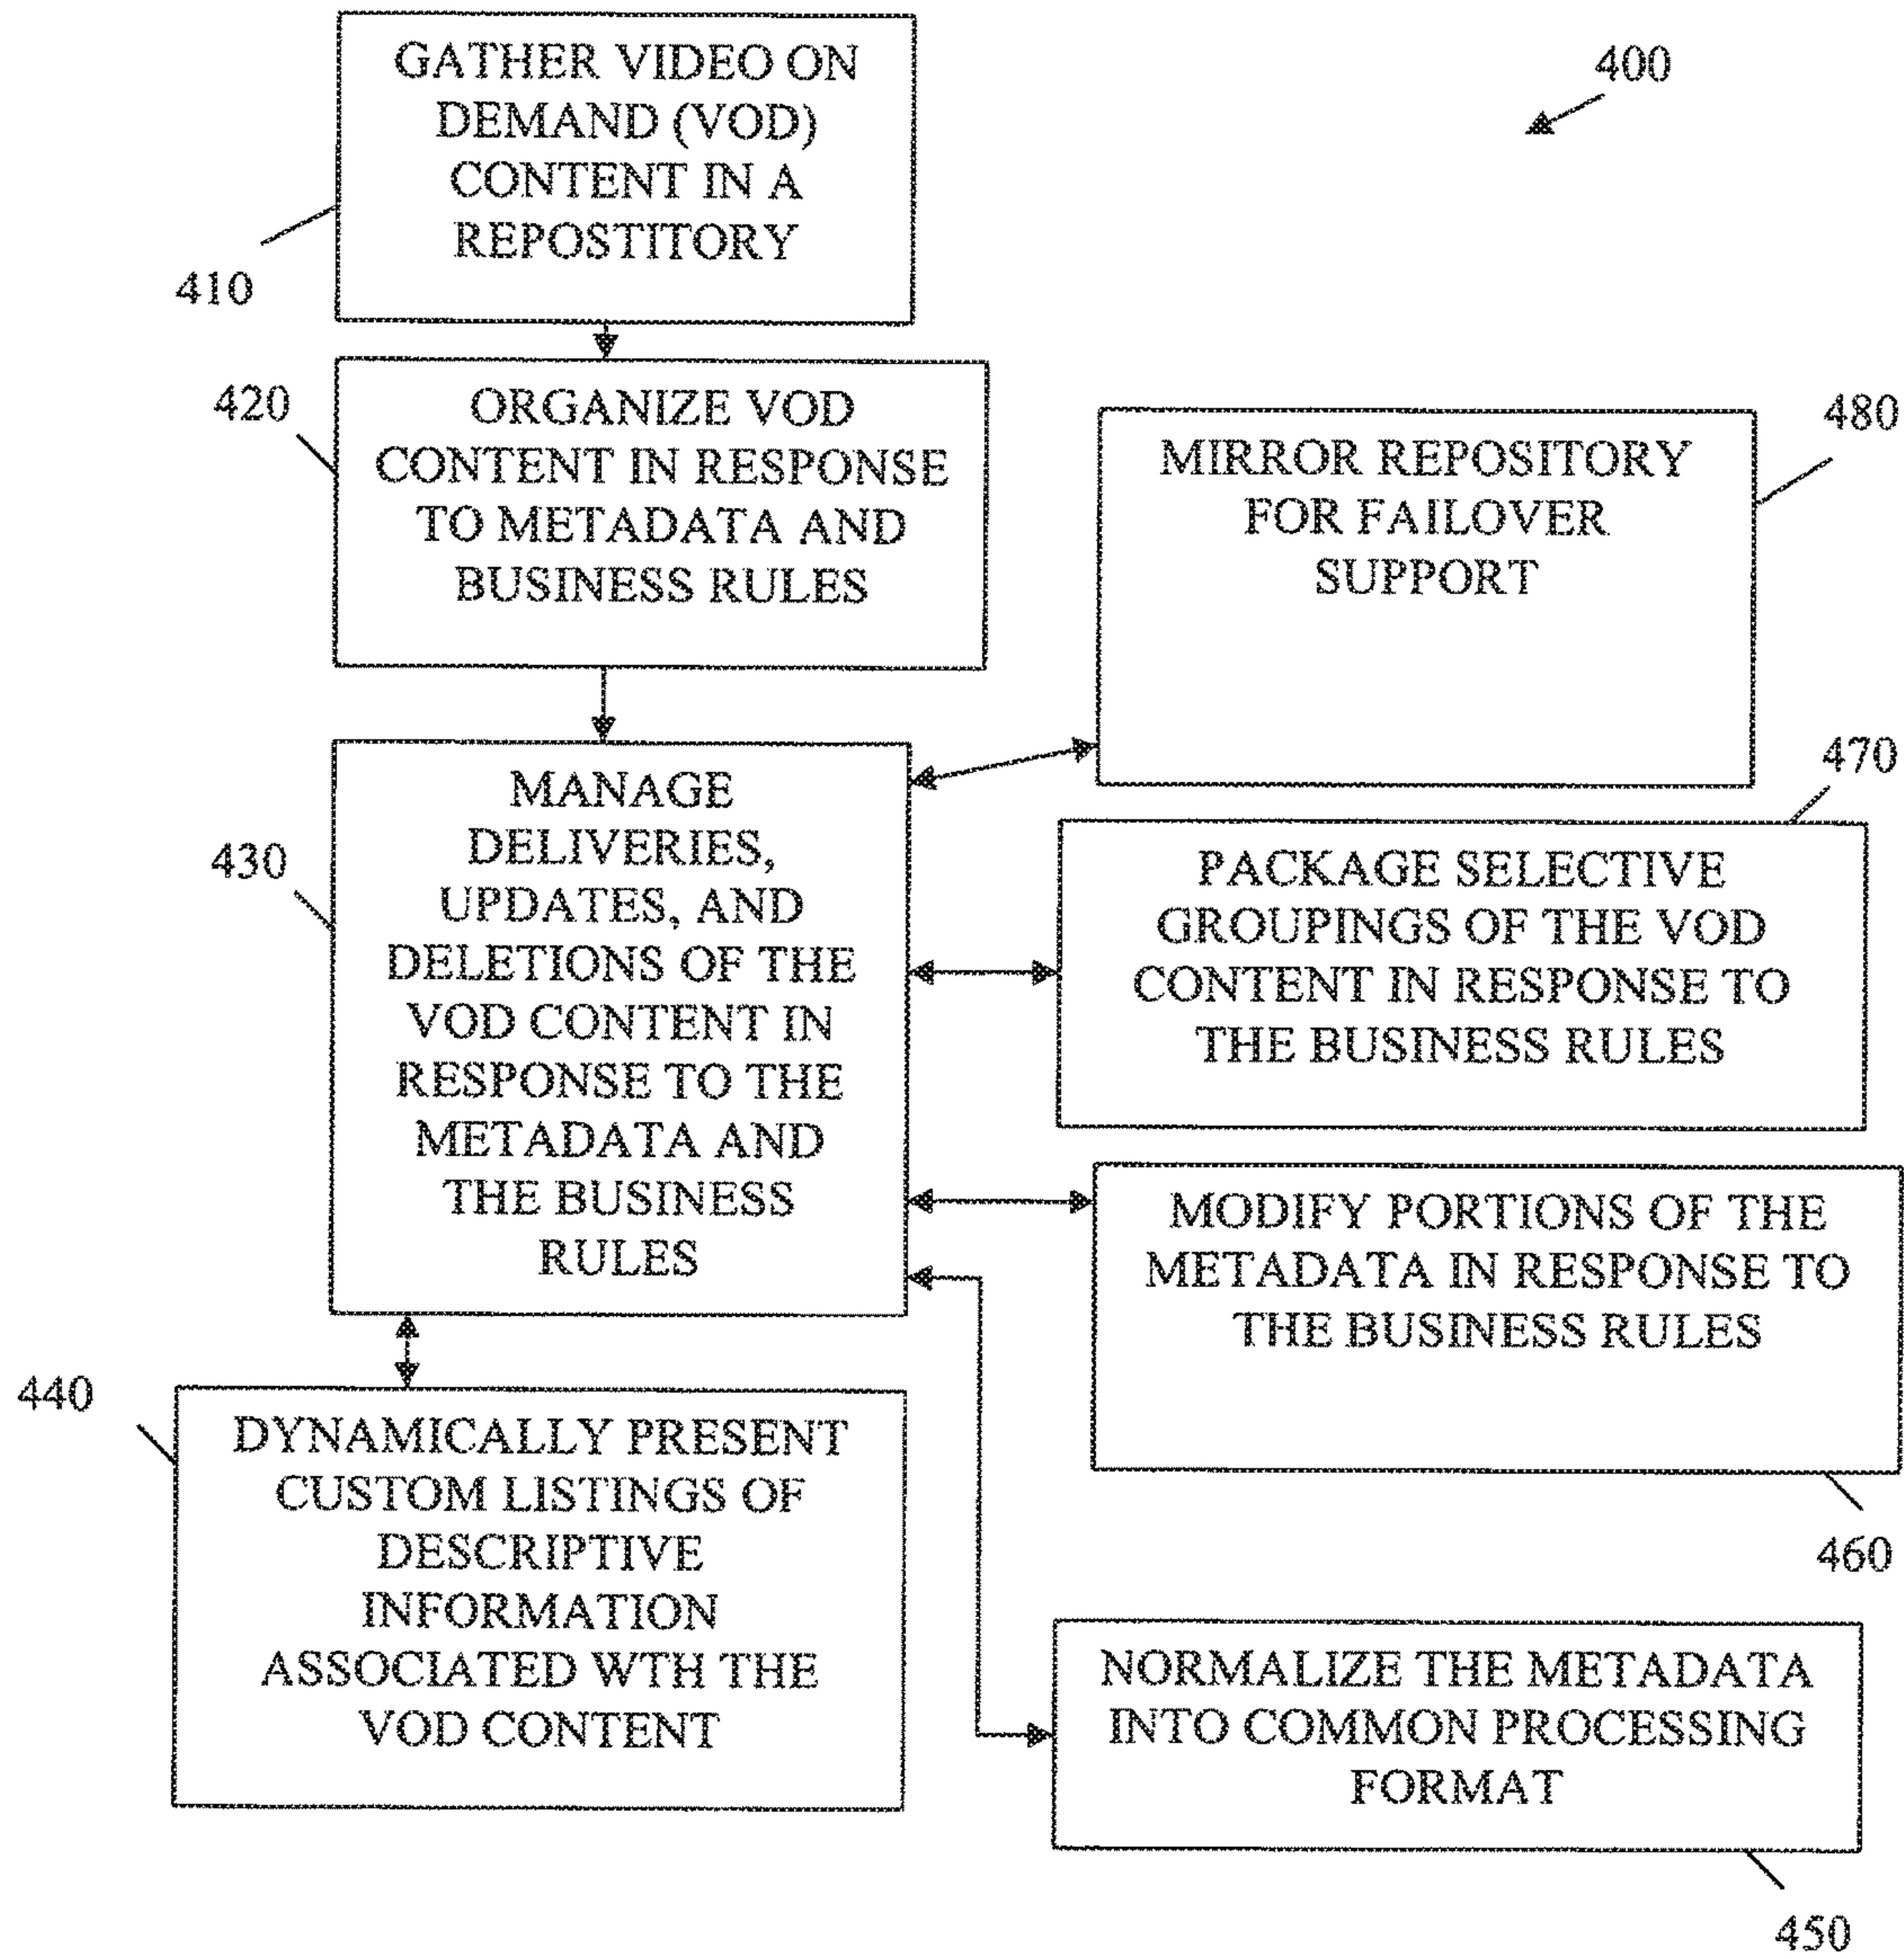 GATHER VIDEO ON
DEMAND (VOD)
CONTENT IN A
REPOSTITORY
400
410
420
ORGANIZE VOD
CONTENT IN RESPONSE
TO METADATA AND
BUSINESS RULES
480
MIRROR REPOSITORY
FOR FAILOVER
SUPPORT
430
MANAGE
DELIVERIES,
UPDATES, AND
DELETIONS OF THE
VOD CONTENT IN
RESPONSE TO THE
METADATA AND
THE BUSINESS
RULES
470
PACKAGE SELECTIVE
GROUPINGS OF THE VOD
CONTENT IN RESPONSE TO
THE BUSINESS RULES
MODIFY PORTIONS OF THE
METADATA IN RESPONSE TO
THE BUSINESS RULES
460
440
DYNAMICALLY PRESENT
CUSTOM LISTINGS OF
DESCRIPTIVE
INFORMATION
ASSOCIATED WTH THE
VOD CONTENT
NORMALIZE THE METADATA
INTO COMMON PROCESSING
FORMAT
450